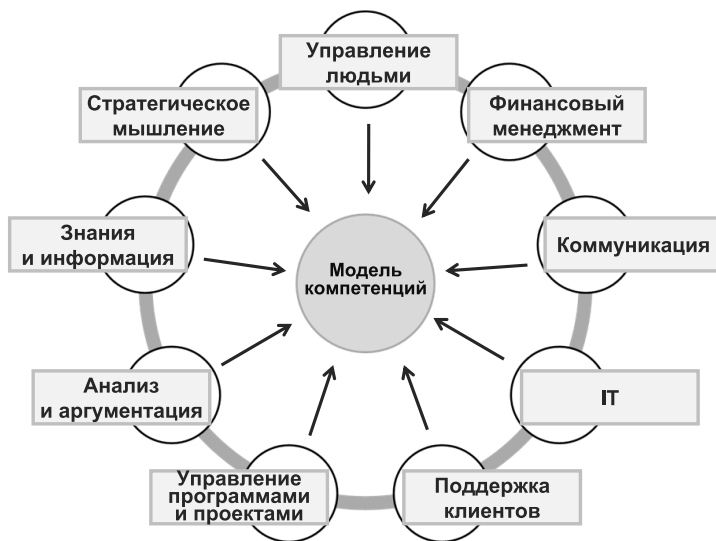 Управление
людьми
Стратегическое
мышление
Финансовый
менеджмент
Знания
и информация
Коммуникация
Модель
компетенций
Анализ
и аргументация
IT
Управление
программами
и проектами
Поддержка
клиентов